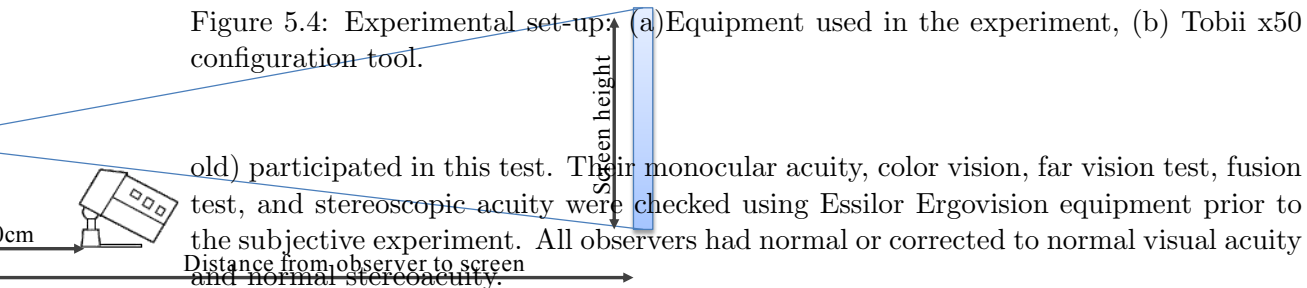 Figure 5.4: Experimental set-up: (a)Equipment used in the experiment, (b) Tobii x50
configuration tool.
Screen height
old) participated in this test. Their monocular acuity, color vision, far vision test, fusion
test, and stereoscopic acuity were checked using Essilor Ergovision equipment prior to
0cm
the subjective experiment. All observers had normal or corrected to normal visual acuity
Distance from observer to screen
and normal stereoacuity.